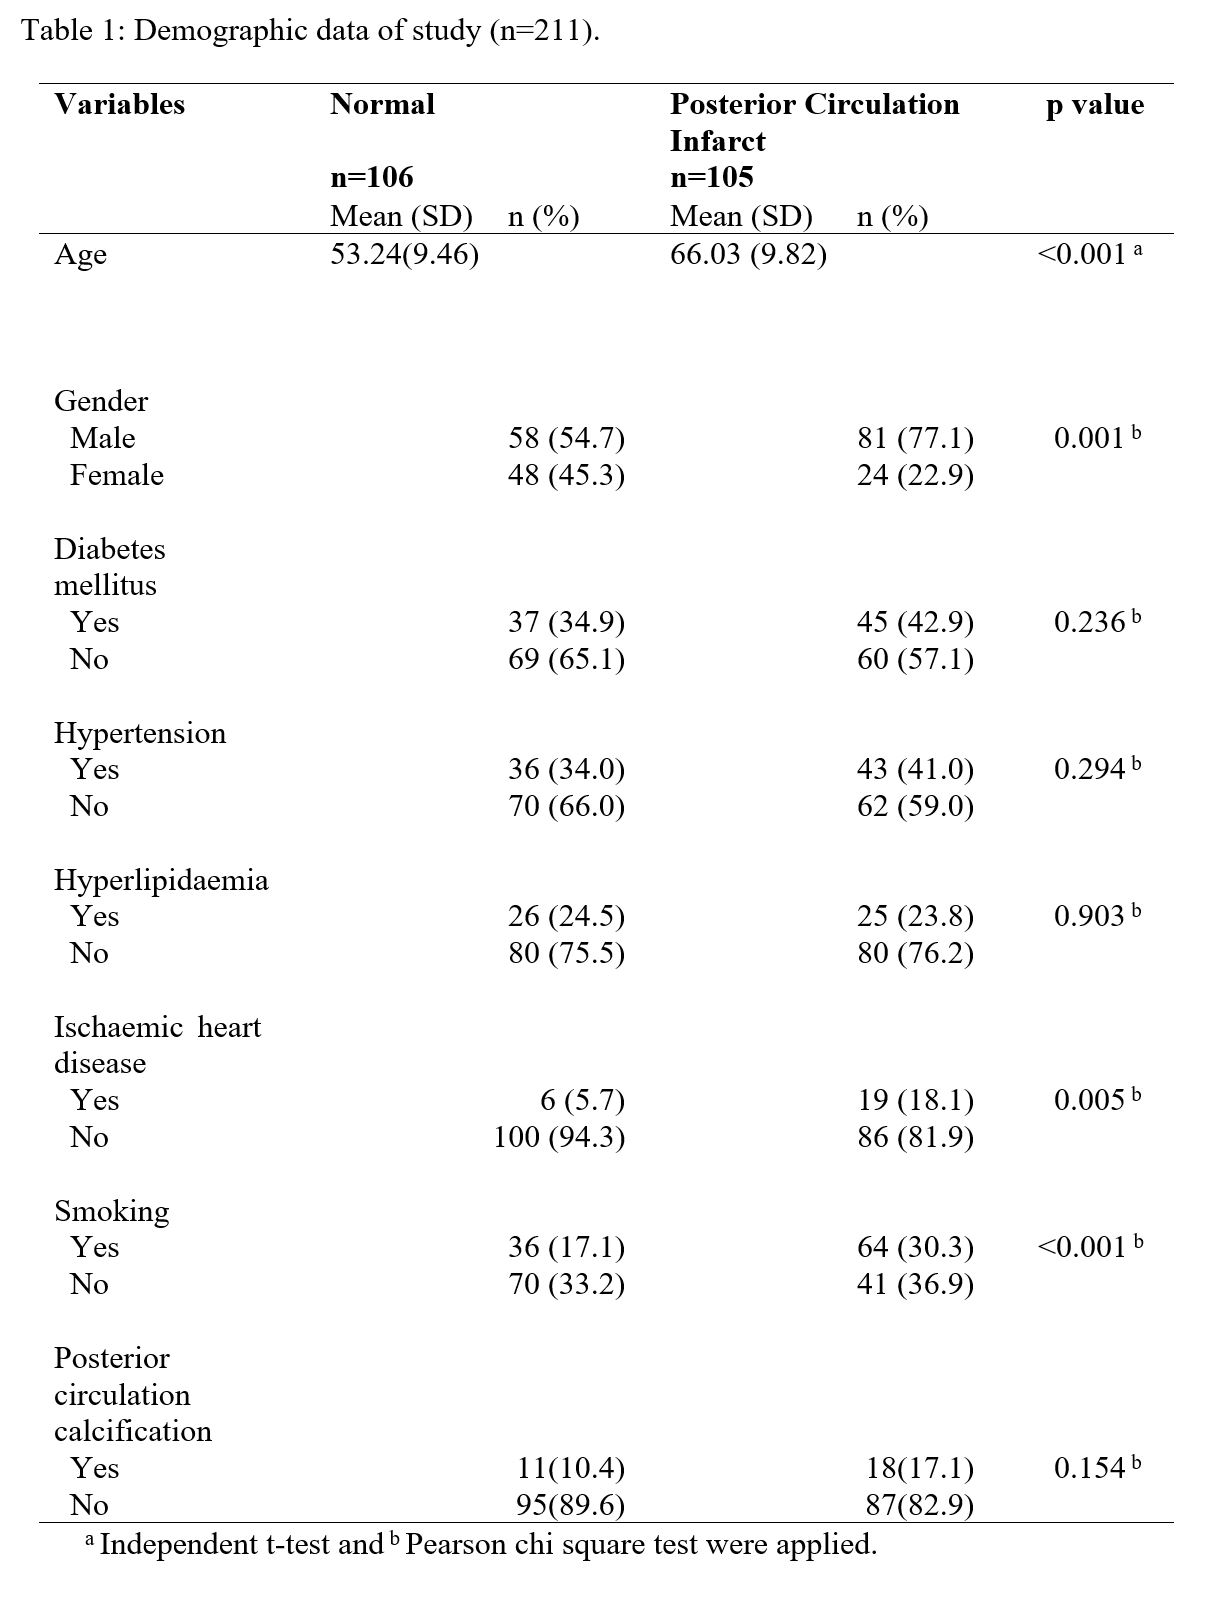 Table 1: Demographic data of study (n=211).
Variables Normal Posterior Circulation p value
Infarct
n=106 n=105
Mean (SD) n (%) Mean (SD) n (%)
Age 53.24(9.46) 66.03 (9.82) <0.001 a
Gender
Male 58 (54.7) 81 (77.1) 0.001 b
Female 48 (45.3) 24 (22.9)
Diabetes
mellitus
Yes 37 (34.9) 45 (42.9) 0.236 b
No 69 (65.1) 60 (57.1)
Hypertension
Yes 36 (34.0) 43 (41.0) 0.294 b
No 70 (66.0) 62 (59.0)
Hyperlipidaemia
Yes 26 (24.5) 25 (23.8) 0.903 b
No 80 (75.5) 80 (76.2)
Ischaemic heart
disease
Yes 6 (5.7) 19 (18.1) 0.005 b
No 100 (94.3) 86 (81.9)
Smoking
Yes 36 (17.1) 64 (30.3) <0.001 b
No 70 (33.2) 41 (36.9)
Posterior
circulation
calcification
Yes 11(10.4) 18(17.1) 0.154 b
No 95(89.6) 87(82.9)
a Independent t-test and b Pearson chi square test were applied.